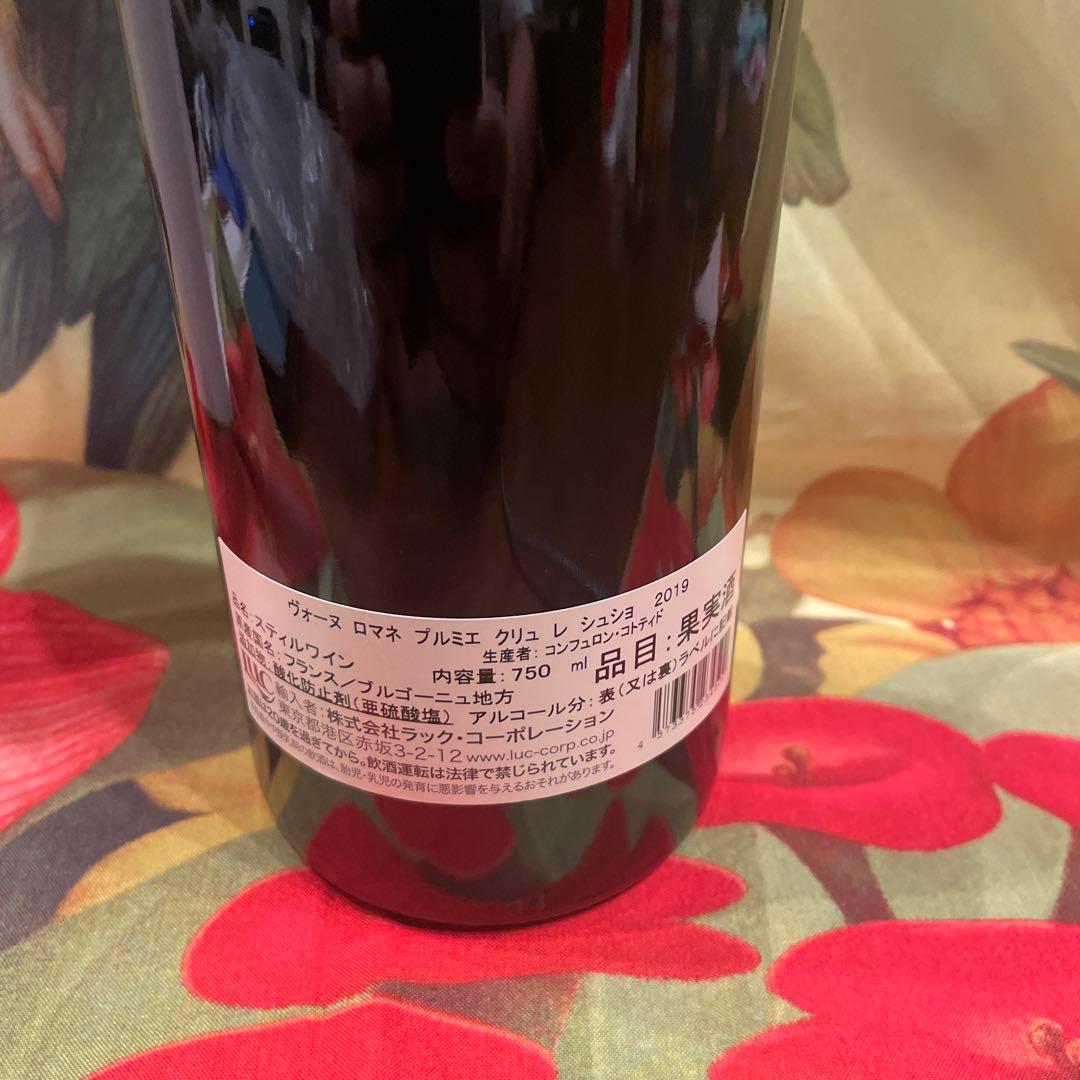 ヴォーヌ ロマネ プルミエ クリュ レ シュショ 2019
品名:スティルワイン 生産者:コンフュロン・コトティド
原産国名:フランス/ブルゴーニュ地方 内容量:750 ml 品目:果実酒
添加物:酸化防止剤(亜硫酸塩) アルコール分:表(又は裏)ラベルに記載
輸入者:株式会社ラック・コーポレーション
東京都港区赤坂3-2-12 www.luc-corp.co.jp
20歳を過ぎてから。飲酒運転は法律で禁じられています。
の飲酒は、胎児・乳児の発育に悪影響を与えるおそれがあります。